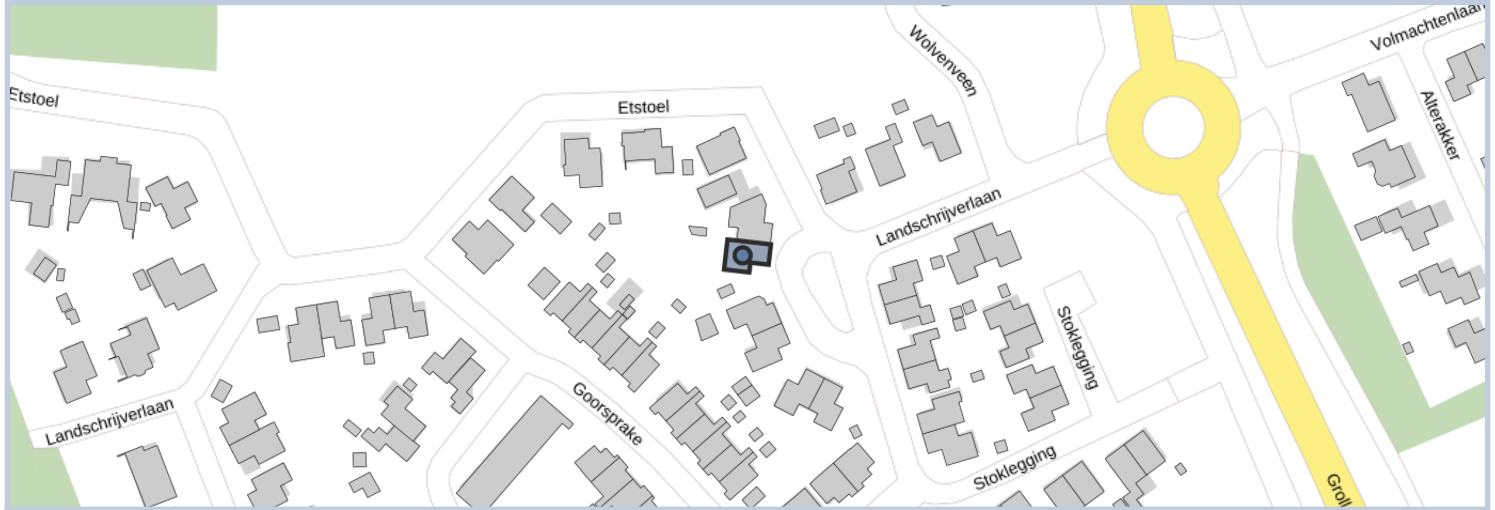 Etstoel
Etstoel
Wolvenveen
Volmachtenlaan
Alterakker
Landschrijverlaan
Stoklegging
Landschrijverlaan
Goorsprake
Stoklegging
Groll